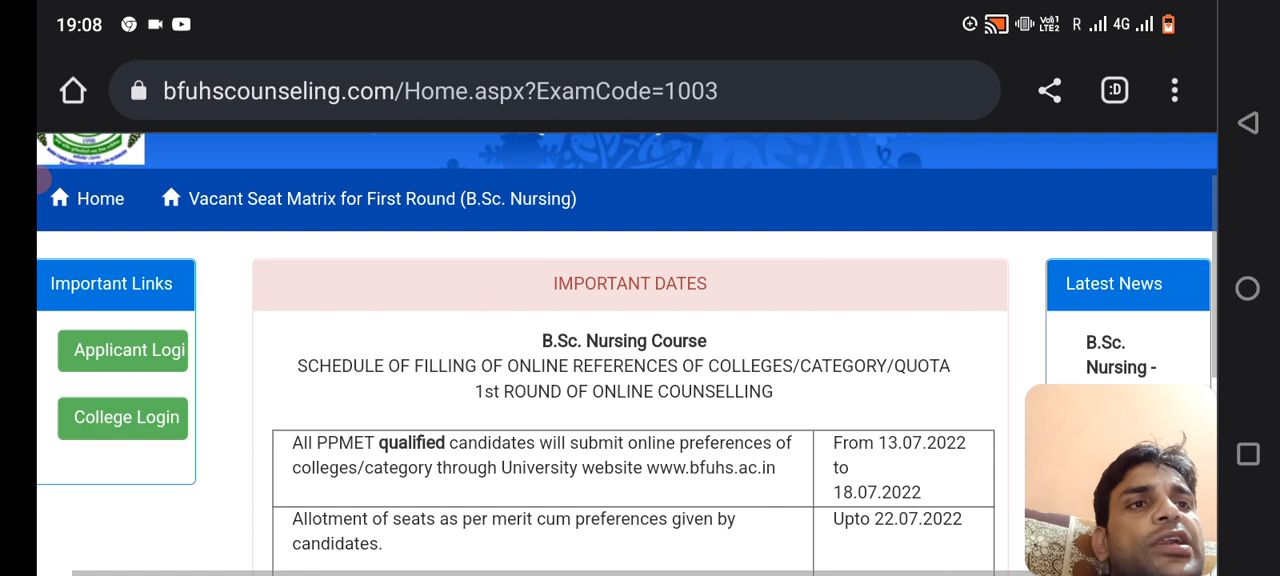 19:08
Vo) 1
LTE2
R
4G
bfuhscounseling.com/Home.aspx?ExamCode=1003
:D
Home
Vacant Seat Matrix for First Round (B.Sc. Nursing)
Important Links
Applicant Logi
College Login
IMPORTANT DATES
B.Sc. Nursing Course
SCHEDULE OF FILLING OF ONLINE REFERENCES OF COLLEGES/CATEGORY/QUOTA
1st ROUND OF ONLINE COUNSELLING
All PPMET qualified candidates will submit online preferences of
colleges/category through University website www.bfuhs.ac.in
From 13.07.2022
to
18.07.2022
Allotment of seats as per merit cum preferences given by
candidates.
Upto 22.07.2022
Latest News
B.Sc.
Nursing -